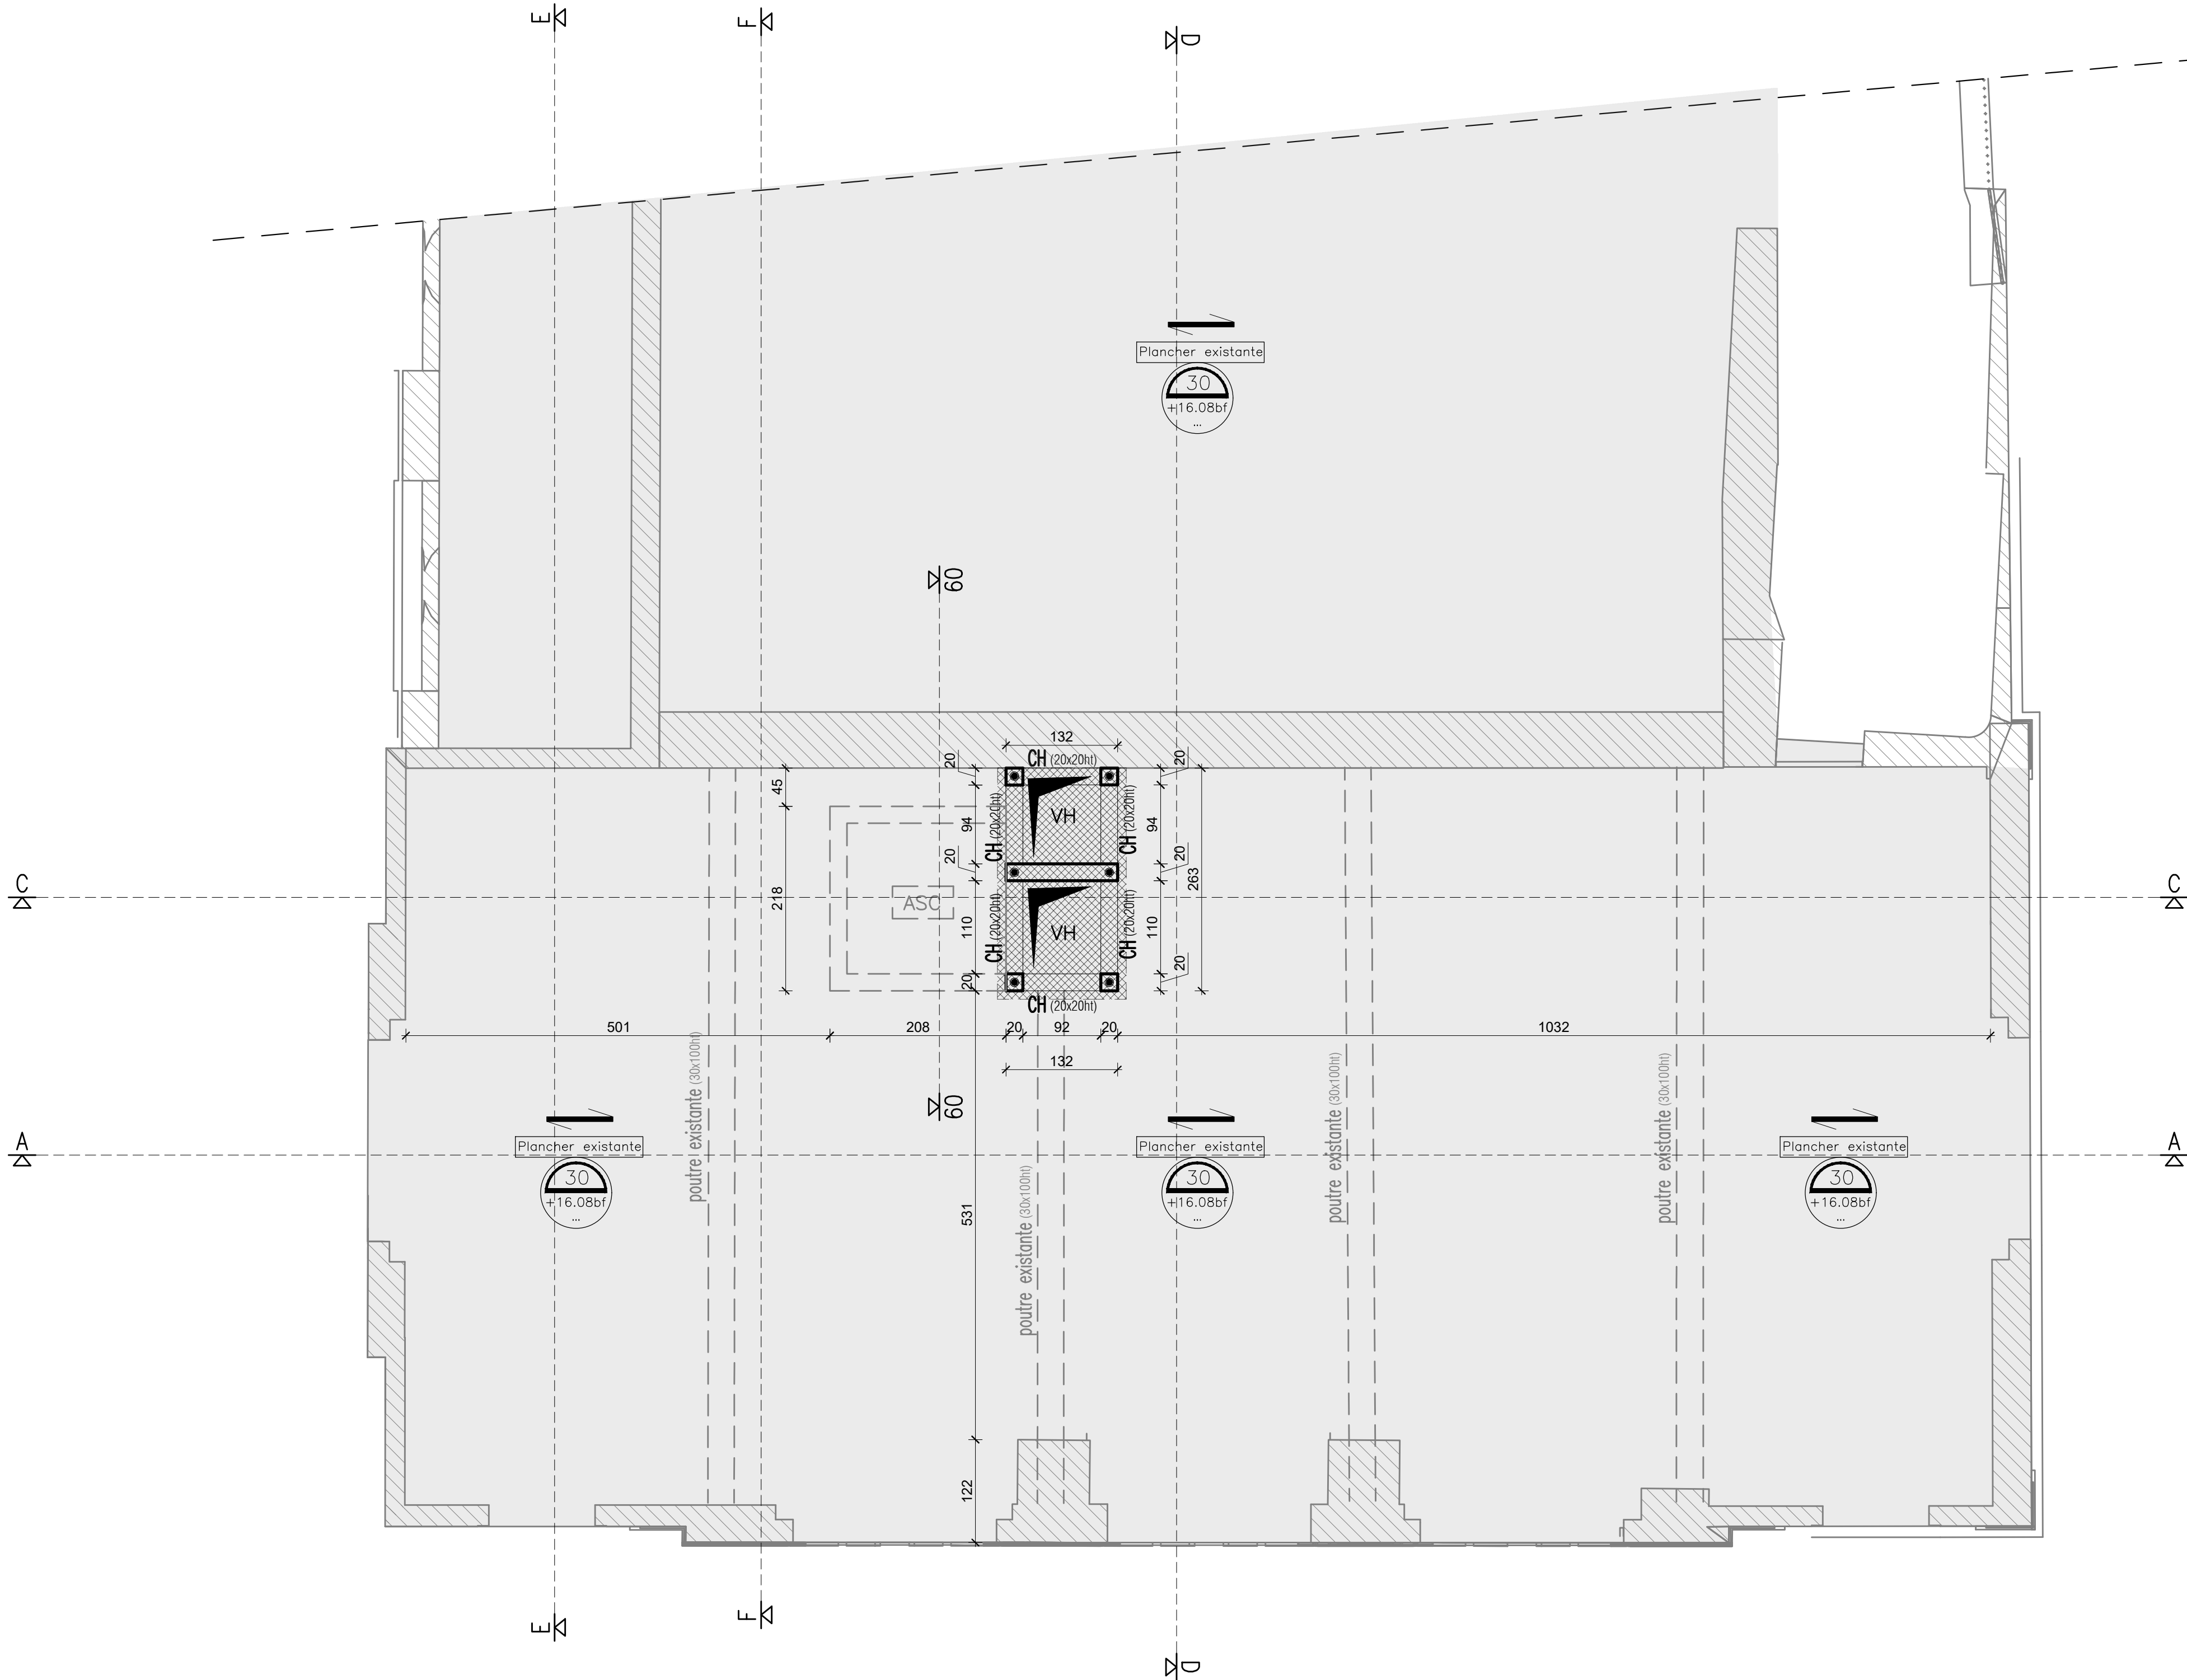 E
F
D
Plancher existante
30
+16.08bf
...
60
132
CH (20x20ht)
20
20
45
CH (20x20ht)
94
VH
94
CH (20x20ht)
20
20
263
218
C
ASC
C
CH (20x20ht)
110
VH
110
CH (20x20ht)
20
20
CH (20x20ht)
501
208
20
92
20
1032
132
60
poutre existante (30x100ht)
poutre existante (30x100ht)
poutre existante (30x100ht)
poutre existante (30x100ht)
A
A
Plancher existante
30
+16.08bf
...
Plancher existante
30
+16.08bf
...
Plancher existante
30
+16.08bf
...
531
122
E
F
D